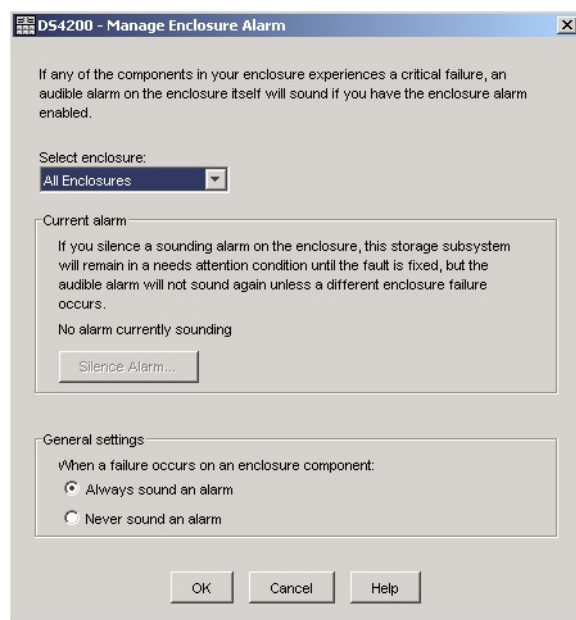 DS4200 - Manage Enclosure Alarm
If any of the components in your enclosure experiences a critical failure, an
audible alarm on the enclosure itself will sound if you have the enclosure alarm
enabled.
Select enclosure:
All Enclosures
Current alarm
If you silence a sounding alarm on the enclosure, this storage subsystem
will remain in a needs attention condition until the fault is fixed, but the
audible alarm will not sound again unless a different enclosure failure
occurs.
No alarm currently sounding
Silence Alarm...
General settings
When a failure occurs on an enclosure component:
Always sound an alarm
Never sound an alarm
OK Cancel Help